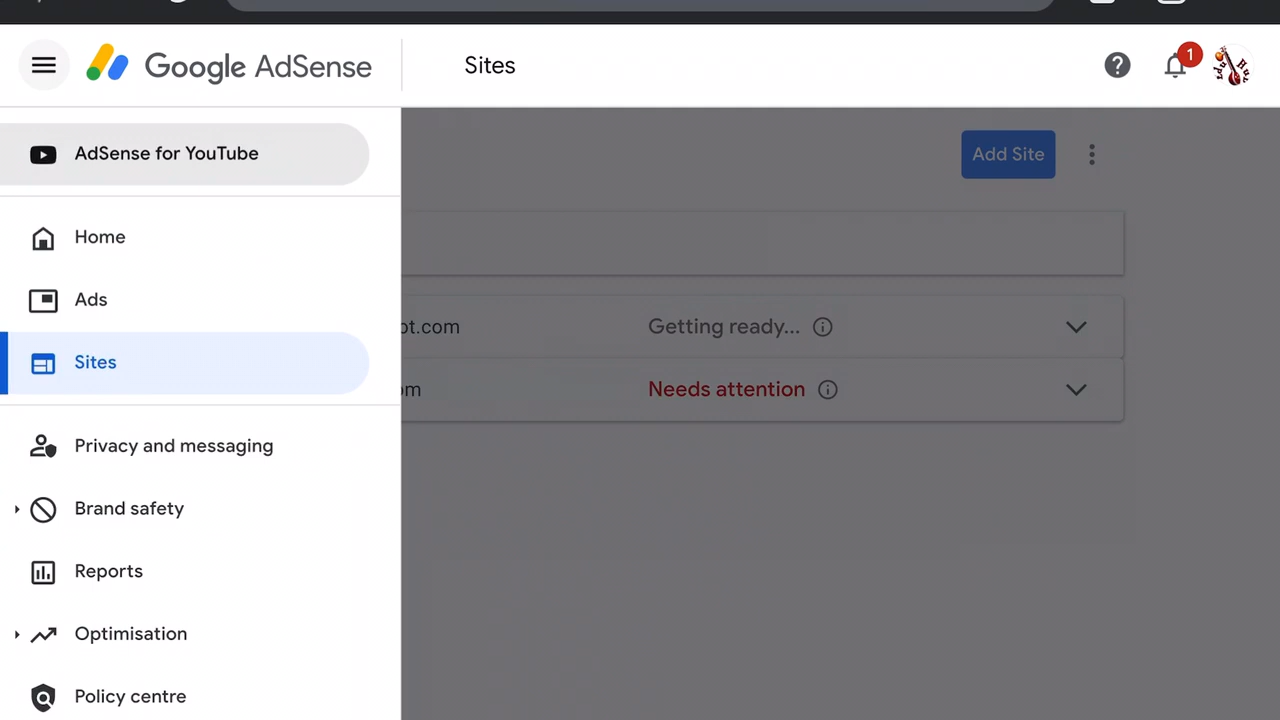 Google AdSense
Sites
1
AdSense for YouTube
Add Site
Home
Ads
ot.com
Getting ready...
Sites
om
Needs attention
Privacy and messaging
Brand safety
Reports
Optimisation
Policy centre